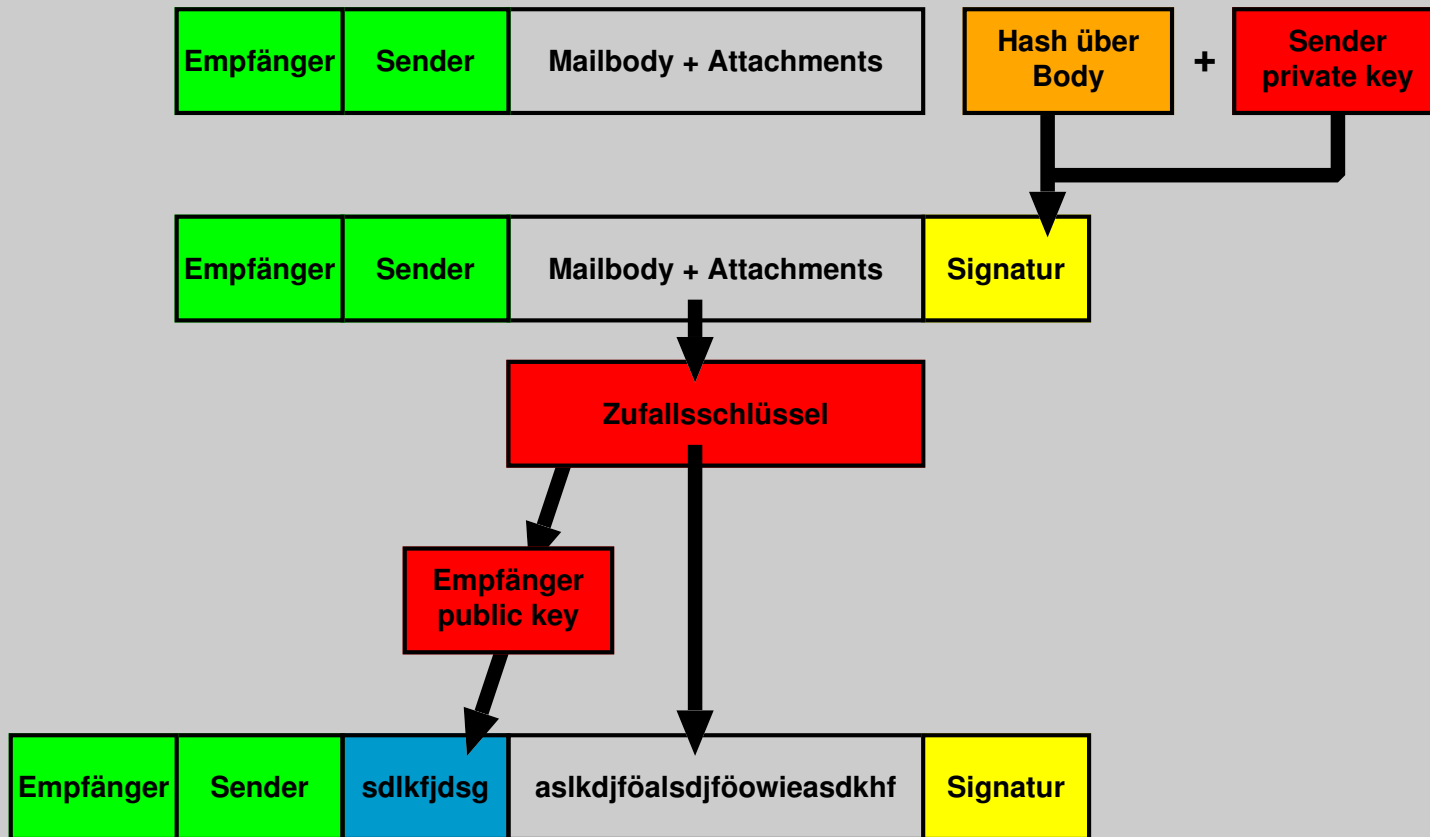 Empfänger Sender Mailbody + Attachments Hash über + Sender
Body private key
Empfänger Sender Mailbody + Attachments Signatur
Zufallsschlüssel
Empfänger
public key
Empfänger Sender sdlkfjdsg aslkdjföalsdjföowieasdkhf Signatur